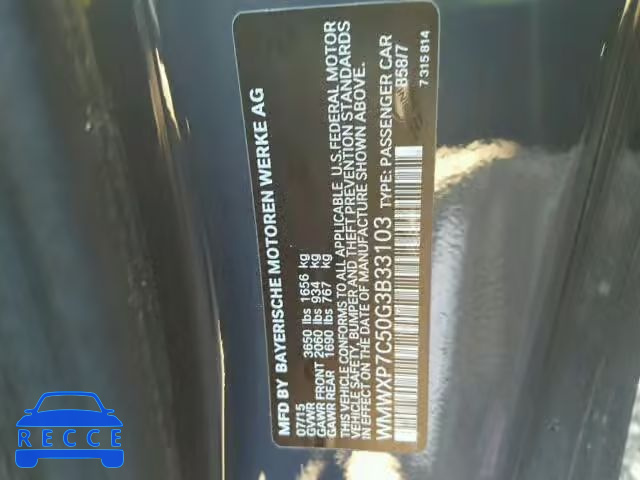 MFD BY BAYERISCHE MOTOREN WERKE AG
07/15
GVWR 3650 lbs 1656 kg
GAWR FRONT 2060 lbs 934 kg
GAWR REAR 1690 lbs 767 kg
THIS VEHICLE CONFORMS TO ALL APPLICABLE U.S.FEDERAL MOTOR
VEHICLE SAFETY, BUMPER AND THEFT PREVENTION STANDARDS
IN EFFECT ON THE DATE OF MANUFACTURE SHOWN ABOVE.
WMWXP7C50G3B33103 TYPE: PASSENGER CAR
B58/7
7315814
RECCE